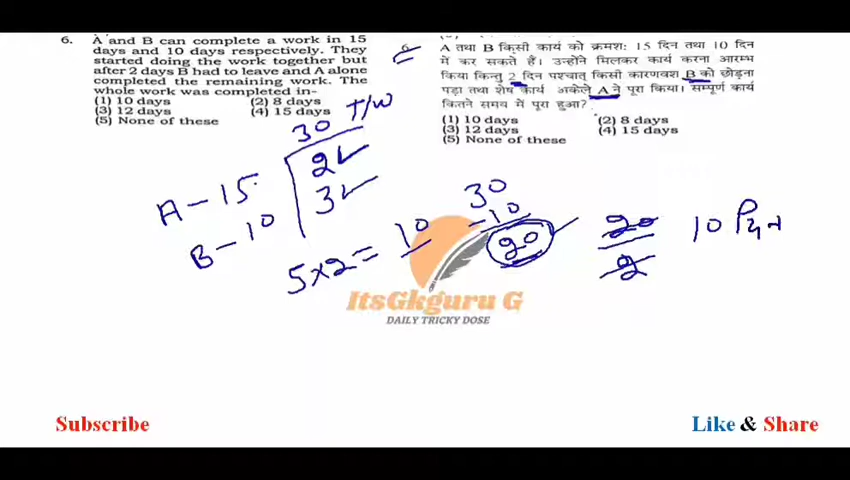 6. A and B can complete a work in 15
days and 10 days respectively. They
started doing the work together but
after 2 days B had to leave and A alone
completed the remaining work. The
whole work was completed in-
(1) 10 days (2) 8 days
(3) 12 days (4) 15 days
(5) None of these
6. A तथा B किसी कार्य को क्रमशः 15 दिन तथा 10 दिन
में कर सकते हैं। उन्होंने मिलकर कार्य करना आरम्भ
किया किन्तु 2 दिन पश्चात् किसी कारणवश B को छोड़ना
पड़ा तथा शेष कार्य अकेले A ने पूरा किया। सम्पूर्ण कार्य
कितने समय में पूरा हुआ?
(1) 10 days (2) 8 days
(3) 12 days (4) 15 days
(5) None of these
30 T/W
A - 15 2
B - 10 3
5x2 = 10
30
-10
20
20
2
10 दिन
ItsGkguru G
DAILY TRICKY DOSE
Subscribe
Like & Share